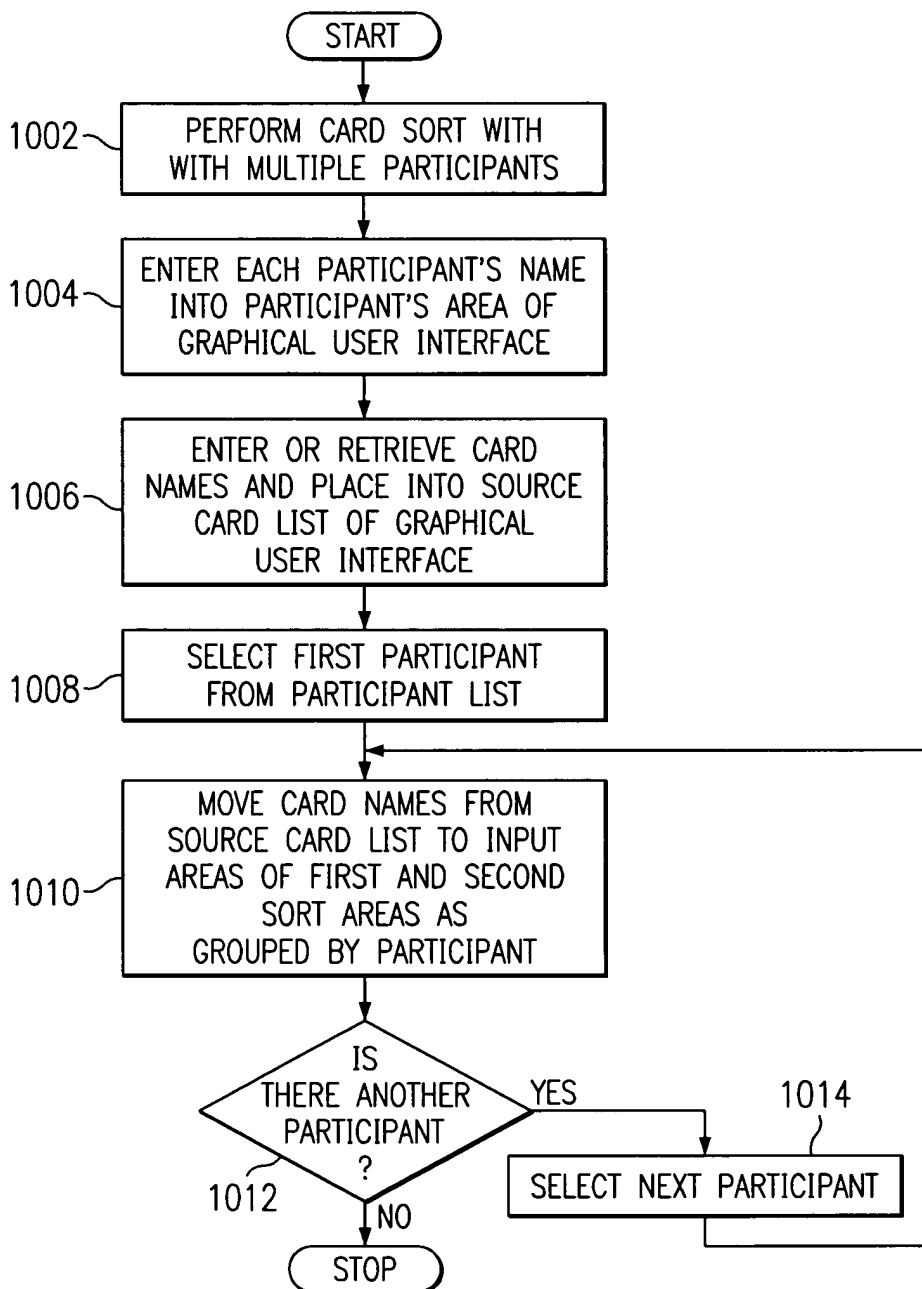 START
1002
PERFORM CARD SORT WITH
WITH MULTIPLE PARTICIPANTS
1004
ENTER EACH PARTICIPANT'S NAME
INTO PARTICIPANT'S AREA OF
GRAPHICAL USER INTERFACE
1006
ENTER OR RETRIEVE CARD
NAMES AND PLACE INTO SOURCE
CARD LIST OF GRAPHICAL
USER INTERFACE
1008
SELECT FIRST PARTICIPANT
FROM PARTICIPANT LIST
1010
MOVE CARD NAMES FROM
SOURCE CARD LIST TO INPUT
AREAS OF FIRST AND SECOND
SORT AREAS AS
GROUPED BY PARTICIPANT
IS
THERE ANOTHER
PARTICIPANT
?
1012
YES
1014
SELECT NEXT PARTICIPANT
NO
STOP